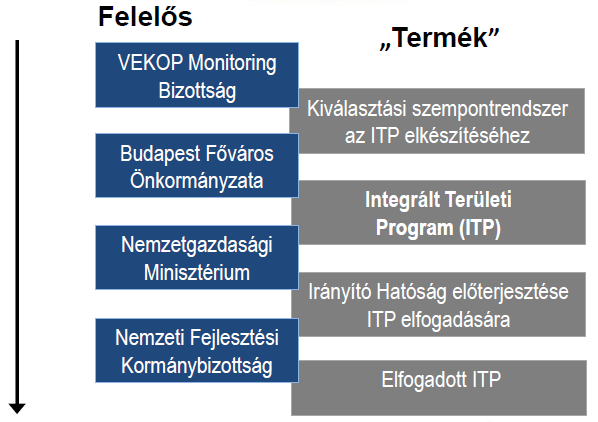 Felelős
„Termék”
VEKOP Monitoring
Bizottság
Kiválasztási szempontrendszer
az ITP elkészítéséhez
Budapest Főváros
Önkormányzata
Integrált Területi
Program (ITP)
Nemzetgazdasági
Minisztérium
Irányító Hatóság előterjesztése
ITP elfogadására
Nemzeti Fejlesztési
Kormánybizottság
Elfogadott ITP